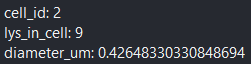 cell_id: 2
lys_in_cell: 9
diameter_um: 0.42648330330848694